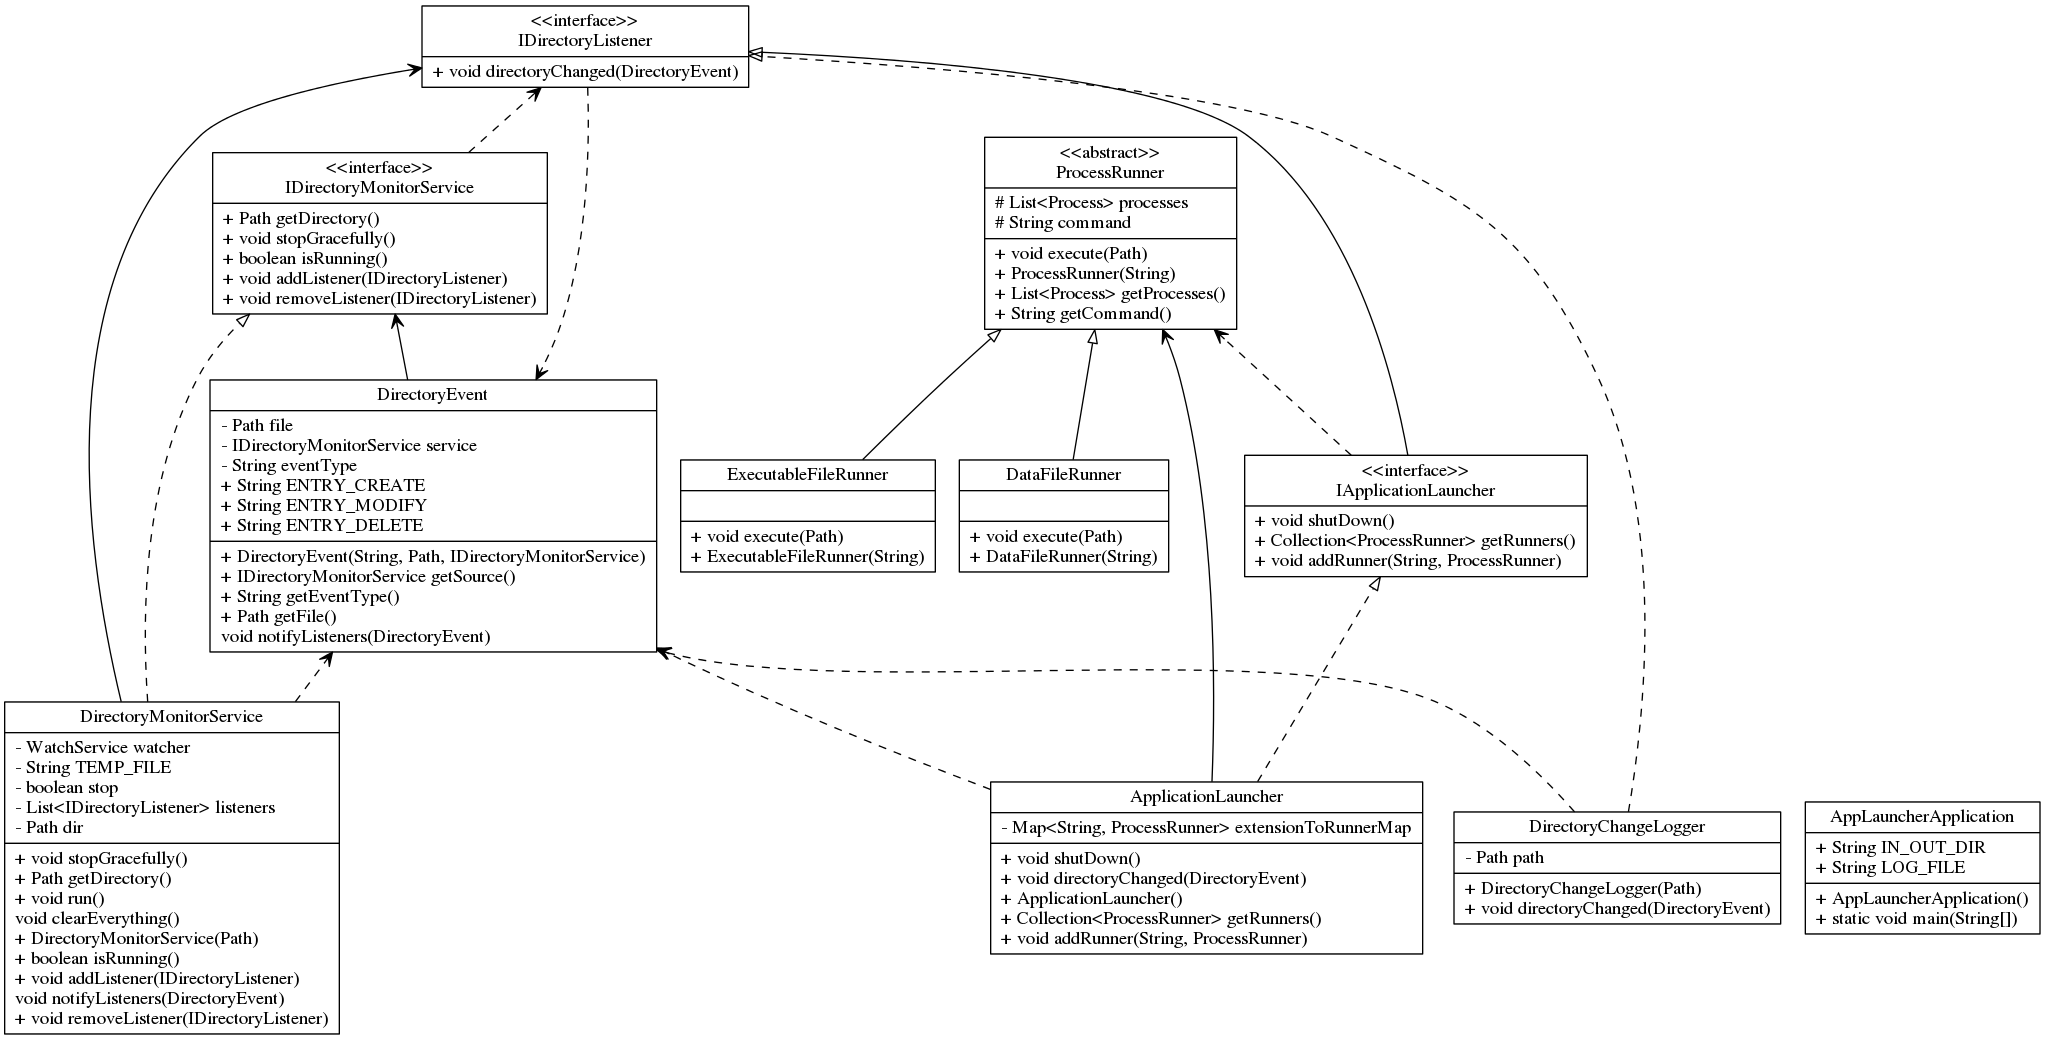 <<interface>>
IDirectoryListener
+ void directoryChanged(DirectoryEvent)
<<interface>>
IDirectoryMonitorService
+ Path getDirectory()
+ void stopGracefully()
+ boolean isRunning()
+ void addListener(IDirectoryListener)
+ void removeListener(IDirectoryListener)
<<abstract>>
ProcessRunner
# List<Process> processes
# String command
+ void execute(Path)
+ ProcessRunner(String)
+ List<Process> getProcesses()
+ String getCommand()
DirectoryEvent
- Path file
- IDirectoryMonitorService service
- String eventType
+ String ENTRY_CREATE
+ String ENTRY_MODIFY
+ String ENTRY_DELETE
+ DirectoryEvent(String, Path, IDirectoryMonitorService)
+ IDirectoryMonitorService getSource()
+ String getEventType()
+ Path getFile()
void notifyListeners(DirectoryEvent)
ExecutableFileRunner
+ void execute(Path)
+ ExecutableFileRunner(String)
DataFileRunner
+ void execute(Path)
+ DataFileRunner(String)
<<interface>>
IApplicationLauncher
+ void shutDown()
+ Collection<ProcessRunner> getRunners()
+ void addRunner(String, ProcessRunner)
DirectoryMonitorService
- WatchService watcher
- String TEMP_FILE
- boolean stop
- List<IDirectoryListener> listeners
- Path dir
+ void stopGracefully()
+ Path getDirectory()
+ void run()
void clearEverything()
+ DirectoryMonitorService(Path)
+ boolean isRunning()
+ void addListener(IDirectoryListener)
void notifyListeners(DirectoryEvent)
+ void removeListener(IDirectoryListener)
ApplicationLauncher
- Map<String, ProcessRunner> extensionToRunnerMap
+ void shutDown()
+ void directoryChanged(DirectoryEvent)
+ ApplicationLauncher()
+ Collection<ProcessRunner> getRunners()
+ void addRunner(String, ProcessRunner)
DirectoryChangeLogger
- Path path
+ DirectoryChangeLogger(Path)
+ void directoryChanged(DirectoryEvent)
AppLauncherApplication
+ String IN_OUT_DIR
+ String LOG_FILE
+ AppLauncherApplication()
+ static void main(String[])